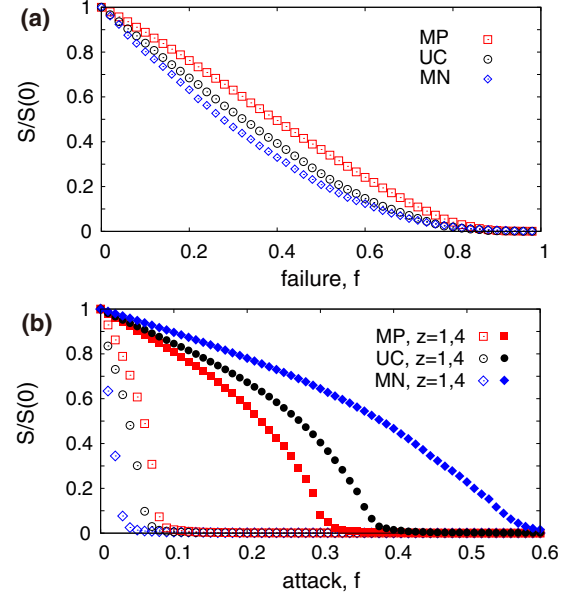 (a)
S/S(0)
1
0.8
0.6
0.4
0.2
0
MP
UC
MN
0 0.2 0.4 0.6 0.8 1
failure, f
(b)
S/S(0)
1
0.8
0.6
0.4
0.2
0
MP, z=1,4
UC, z=1,4
MN, z=1,4
0 0.1 0.2 0.3 0.4 0.5 0.6
attack, f